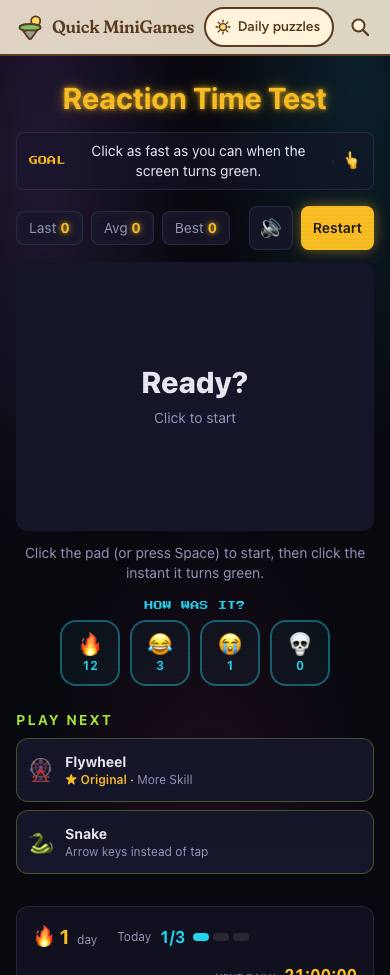 Quick MiniGames
Daily puzzles
Reaction Time Test
GOAL
Click as fast as you can when the
screen turns green.
Last 0
Avg 0
Best 0
Restart
Ready?
Click to start
Click the pad (or press Space) to start, then click the
instant it turns green.
HOW WAS IT?
12
3
1
0
PLAY NEXT
Flywheel
Original · More Skill
Snake
Arrow keys instead of tap
1 day
Today 1/3